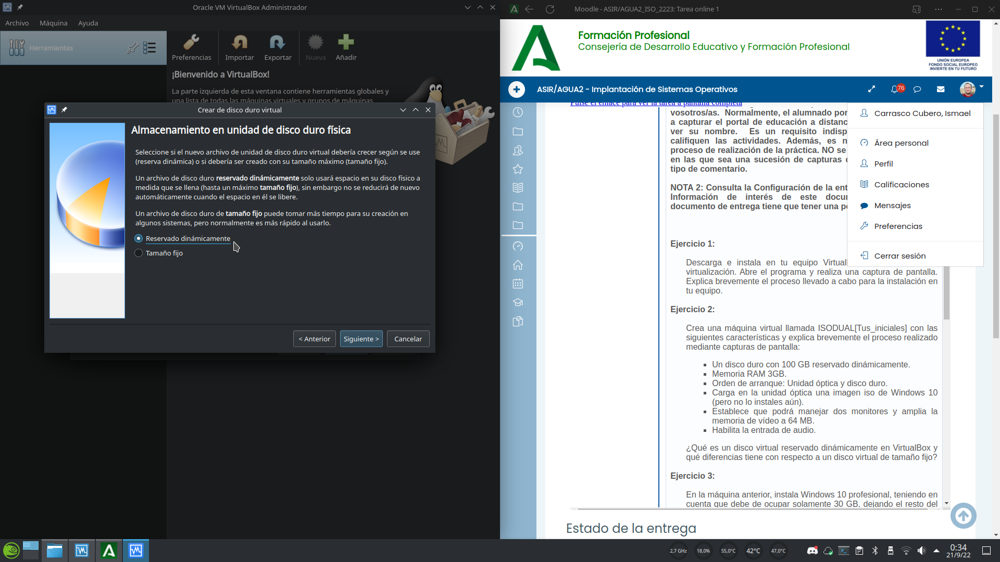 Oracle VM VirtualBox Administrador
Archivo Máquina Ayuda
Herramientas
Preferencias Importar Exportar Nueva Añadir
¡Bienvenido a VirtualBox!
La parte izquierda de esta ventana contiene herramientas globales y
una lista de todas las máquinas virtuales y grupos de máquinas
Crear de disco duro virtual
Almacenamiento en unidad de disco duro física
Seleccione si el nuevo archivo de unidad de disco duro virtual debería crecer según se use
(reserva dinámica) o si debería ser creado con su tamaño máximo (tamaño fijo).
Un archivo de disco duro reservado dinámicamente solo usará espacio en su disco físico a
medida que se llena (hasta un máximo tamaño fijo), sin embargo no se reducirá de nuevo
automáticamente cuando el espacio en él se libere.
Un archivo de disco duro de tamaño fijo puede tomar más tiempo para su creación en
algunos sistemas, pero normalmente es más rápido al usarlo.
Reservado dinámicamente
Tamaño fijo
< Anterior Siguiente > Cancelar
Moodle - ASIR/AGUA2_ISO_2223: Tarea online 1
Formación Profesional
Consejería de Desarrollo Educativo y Formación Profesional
UNIÓN EUROPEA
FONDO SOCIAL EUROPEO
INVIERTE EN TU FUTURO
ASIR/AGUA2 - Implantación de Sistemas Operativos
76
Pulse el enlace para ver la tarea a pantalla completa
vosotros/as. Normalmente, el alumnado por
a capturar el portal de educación a distanc
ver su nombre. Es un requisito indisp
califiquen las actividades. Además, es n
proceso de realización de la práctica. NO se
en las que sea una sucesión de capturas
tipo de comentario.
NOTA 2: Consulta la Configuración de la ent
Información de interés de este docu
documento de entrega tiene que tener una p
Carrasco Cubero, Ismael
Área personal
Perfil
Calificaciones
Mensajes
Preferencias
Cerrar sesión
Ejercicio 1:
Descarga e instala en tu equipo Virtual
virtualización. Abre el programa y realiza una captura de pantalla.
Explica brevemente el proceso llevado a cabo para la instalación en
tu equipo.
Ejercicio 2:
Crea una máquina virtual llamada ISODUAL[Tus_iniciales] con las
siguientes características y explica brevemente el proceso realizado
mediante capturas de pantalla:
Un disco duro con 100 GB reservado dinámicamente.
Memoria RAM 3GB.
Orden de arranque: Unidad óptica y disco duro.
Carga en la unidad óptica una imagen iso de Windows 10
(pero no lo instales aún).
Establece que podrá manejar dos monitores y amplia la
memoria de vídeo a 64 MB.
Habilita la entrada de audio.
¿Qué es un disco virtual reservado dinámicamente en VirtualBox y
qué diferencias tiene con respecto a un disco virtual de tamaño fijo?
Ejercicio 3:
En la máquina anterior, instala Windows 10 profesional, teniendo en
cuenta que debe de ocupar solamente 30 GB, dejando el resto del
Estado de la entrega
2,7 GHz 18,0% 55,0°C 42°C 47,0°C
0:34
21/9/22